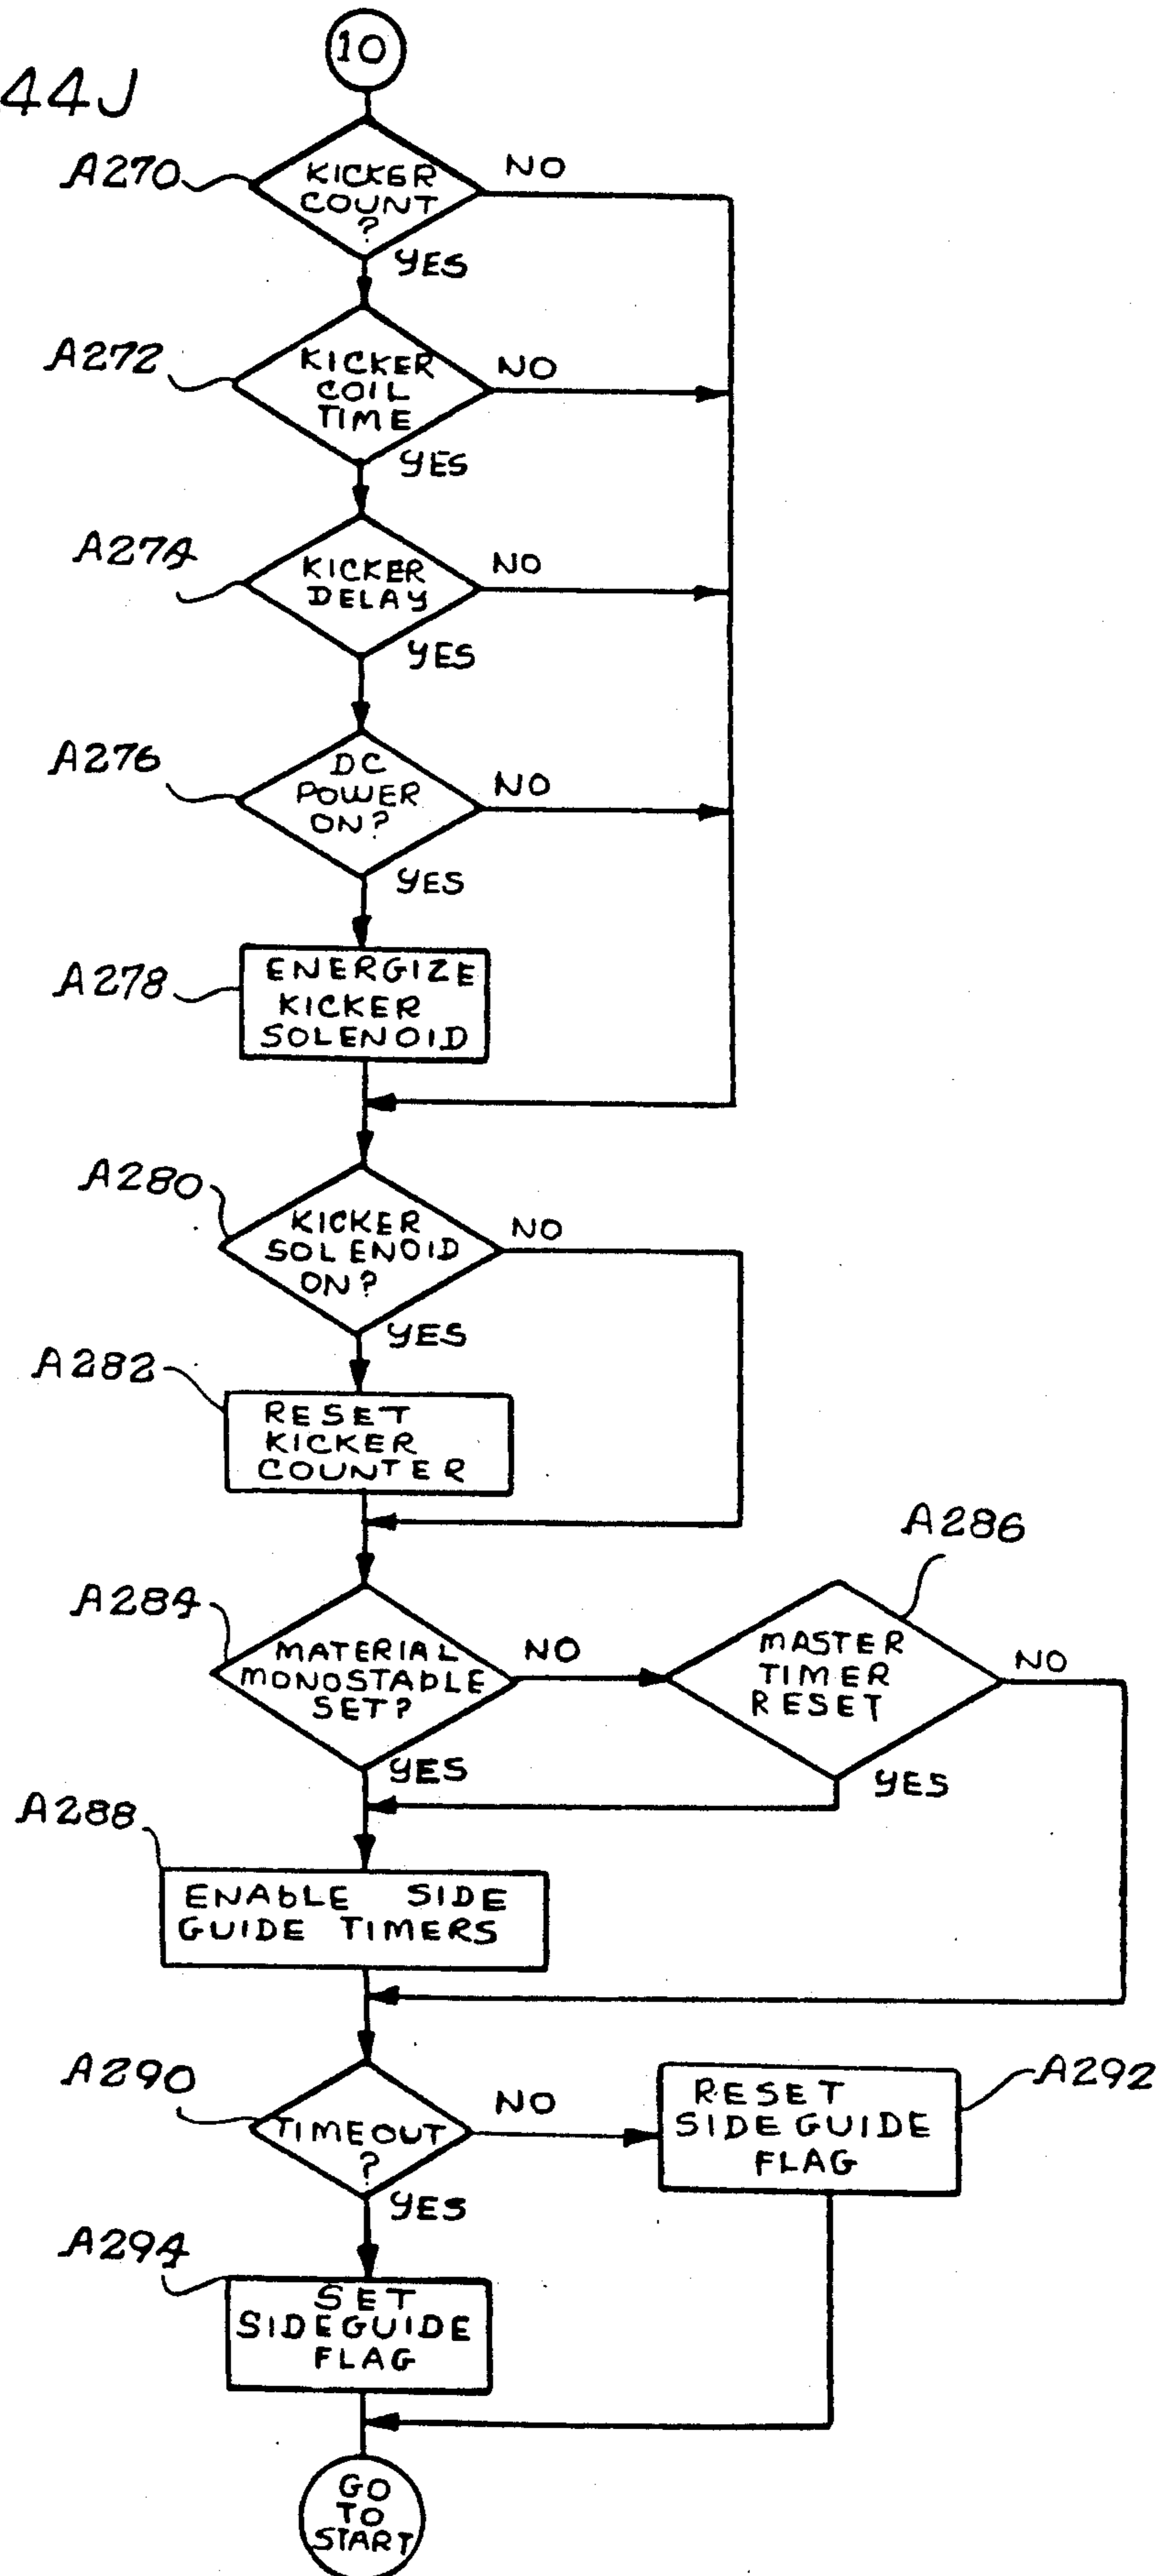 10
44J
A270
KICKER
COUNT
?
NO
YES
A272
KICKER
COIL
TIME
NO
YES
A274
KICKER
DELAY
NO
YES
A276
DC
POWER
ON?
NO
YES
A278
ENERGIZE
KICKER
SOLENOID
A280
KICKER
SOLENOID
ON?
NO
YES
A282
RESET
KICKER
COUNTER
A284
MATERIAL
MONOSTABLE
SET?
NO
YES
A286
MASTER
TIMER
RESET
NO
YES
A288
ENABLE SIDE
GUIDE TIMERS
A290
TIMEOUT
?
NO
YES
A292
RESET
SIDE GUIDE
FLAG
A294
SET
SIDEGUIDE
FLAG
GO
TO
START